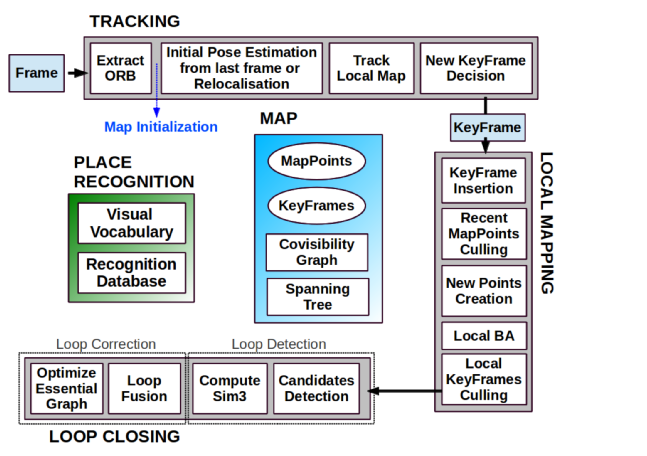 TRACKING
Frame
Extract
ORB
Initial Pose Estimation
from last frame or
Relocalisation
Track
Local Map
New KeyFrame
Decision
Map Initialization
KeyFrame
MAP
MapPoints
KeyFrames
Covisibility
Graph
Spanning
Tree
PLACE
RECOGNITION
Visual
Vocabulary
Recognition
Database
LOCAL MAPPING
KeyFrame
Insertion
Recent
MapPoints
Culling
New Points
Creation
Local BA
Local
KeyFrames
Culling
Loop Correction
Loop Detection
Optimize
Essential
Graph
Loop
Fusion
Compute
Sim3
Candidates
Detection
LOOP CLOSING